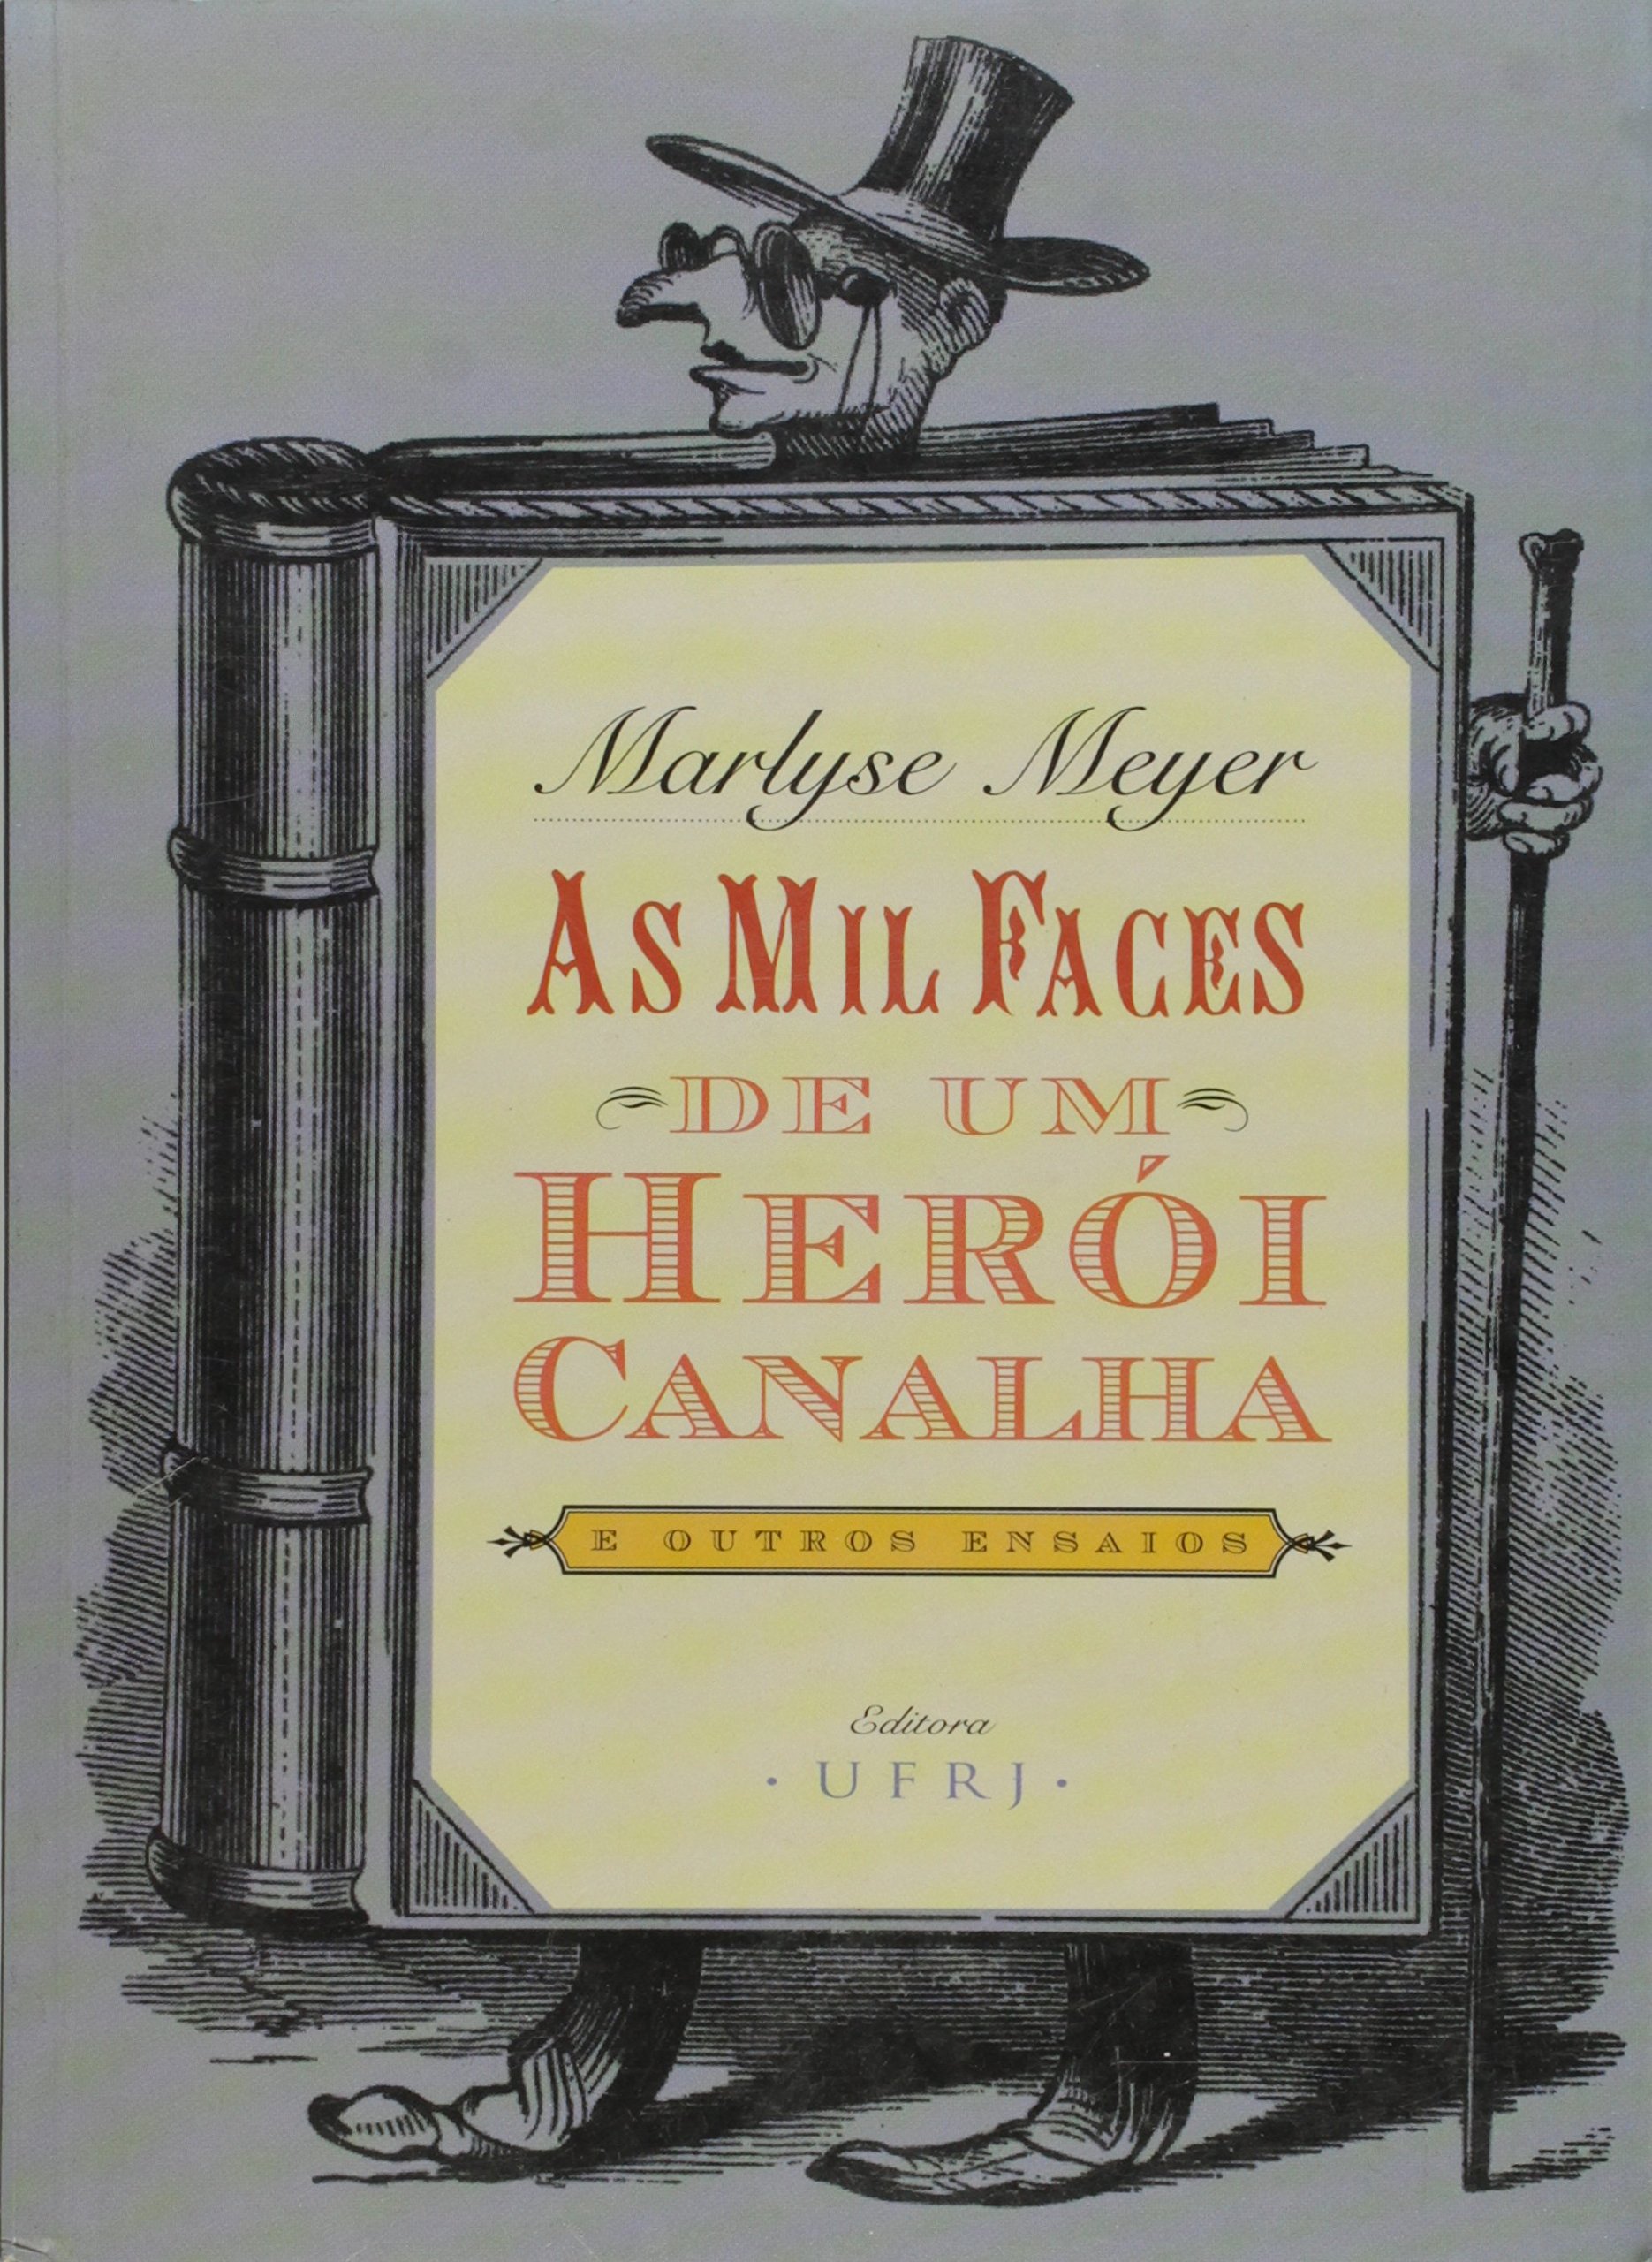 Marlyse Meyer
AS MIL FACES
DE UM
HERÓI
CANALHA
E OUTROS ENSAIOS
Editora
· UFRJ ·